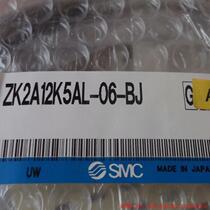 ZK2A12K5AL-06-BJ
G
A
UW
SMC
MADE IN JAPAN